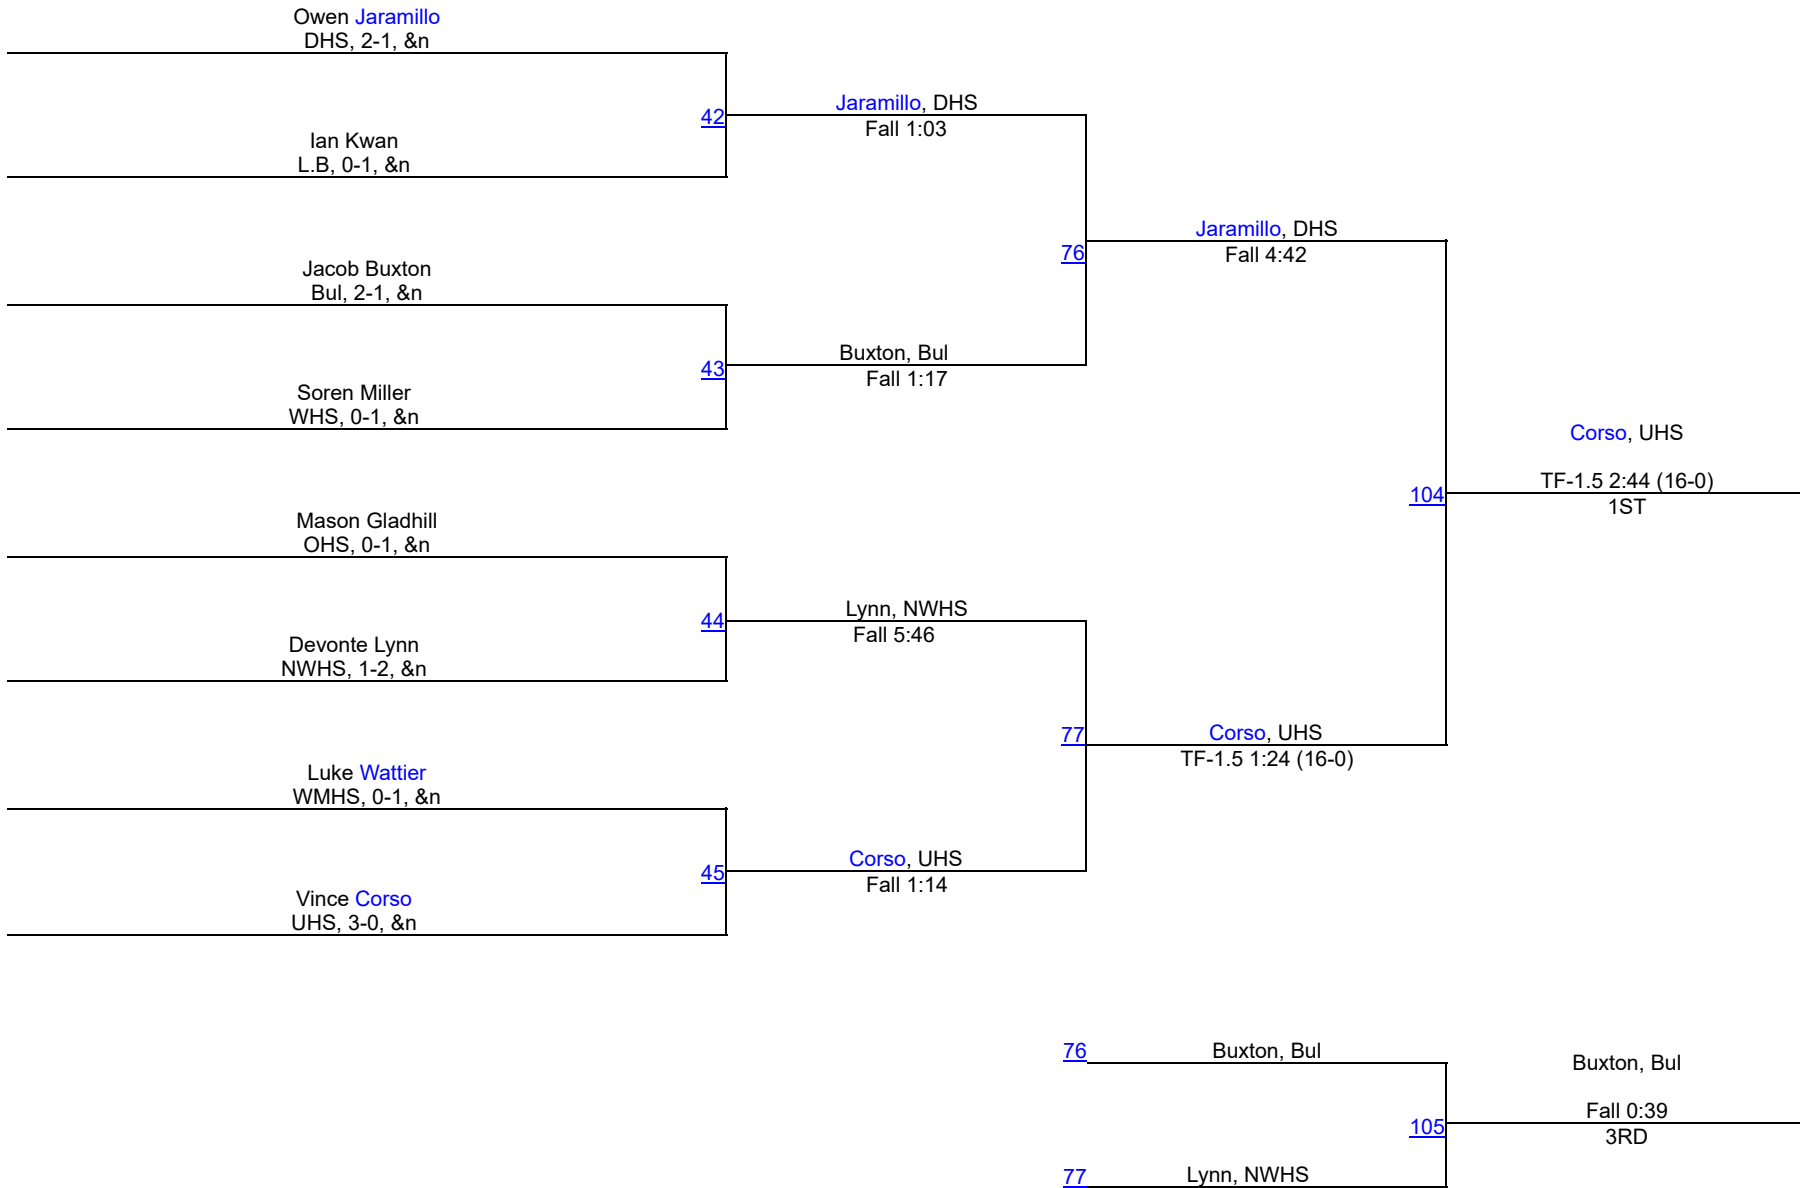 Owen Jaramillo
DHS, 2-1, &n
42
Jaramillo, DHS
Fall 1:03
Ian Kwan
L.B, 0-1, &n
76
Jaramillo, DHS
Fall 4:42
Jacob Buxton
Bul, 2-1, &n
43
Buxton, Bul
Fall 1:17
Soren Miller
WHS, 0-1, &n
104
Corso, UHS
TF-1.5 2:44 (16-0)
1ST
Mason Gladhill
OHS, 0-1, &n
44
Lynn, NWHS
Fall 5:46
Devonte Lynn
NWHS, 1-2, &n
77
Corso, UHS
TF-1.5 1:24 (16-0)
Luke Wattier
WMHS, 0-1, &n
45
Corso, UHS
Fall 1:14
Vince Corso
UHS, 3-0, &n
76
Buxton, Bul
105
Buxton, Bul
Fall 0:39
3RD
77
Lynn, NWHS